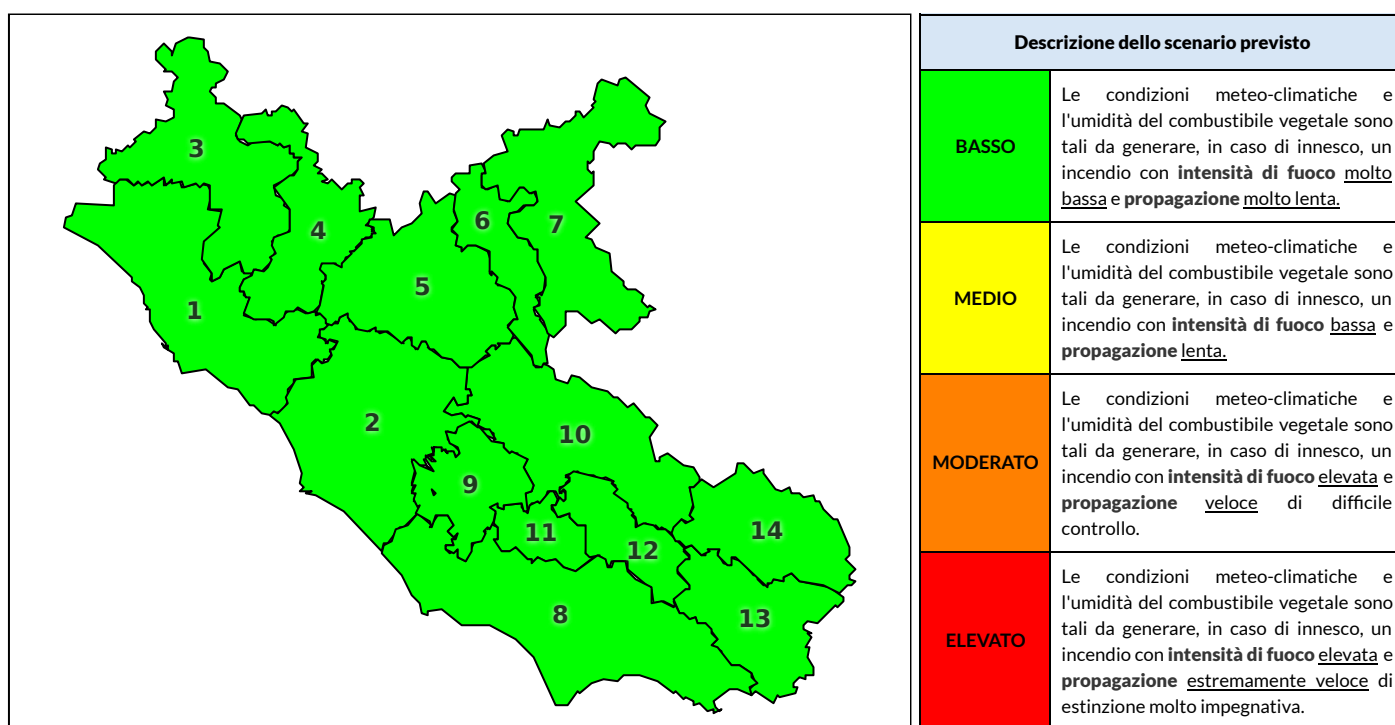 3
4
6
7
5
1
2
10
9
11
12
14
8
13
Descrizione dello scenario previsto
BASSO
Le condizioni meteo-climatiche e
l'umidità del combustibile vegetale sono
tali da generare, in caso di innesco, un
incendio con intensità di fuoco molto
bassa e propagazione molto lenta.
MEDIO
Le condizioni meteo-climatiche e
l'umidità del combustibile vegetale sono
tali da generare, in caso di innesco, un
incendio con intensità di fuoco bassa e
propagazione lenta.
MODERATO
Le condizioni meteo-climatiche e
l'umidità del combustibile vegetale sono
tali da generare, in caso di innesco, un
incendio con intensità di fuoco elevata e
propagazione veloce di difficile
controllo.
ELEVATO
Le condizioni meteo-climatiche e
l'umidità del combustibile vegetale sono
tali da generare, in caso di innesco, un
incendio con intensità di fuoco elevata e
propagazione estremamente veloce di
estinzione molto impegnativa.